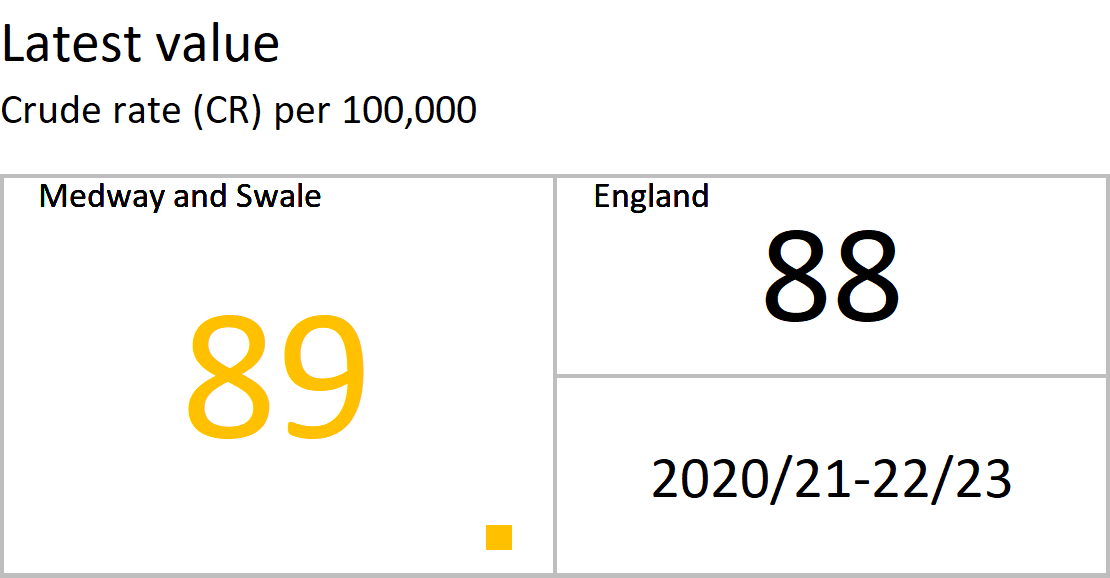 Latest value
Crude rate (CR) per 100,000
Medway and Swale
89
England
88
2020/21-22/23